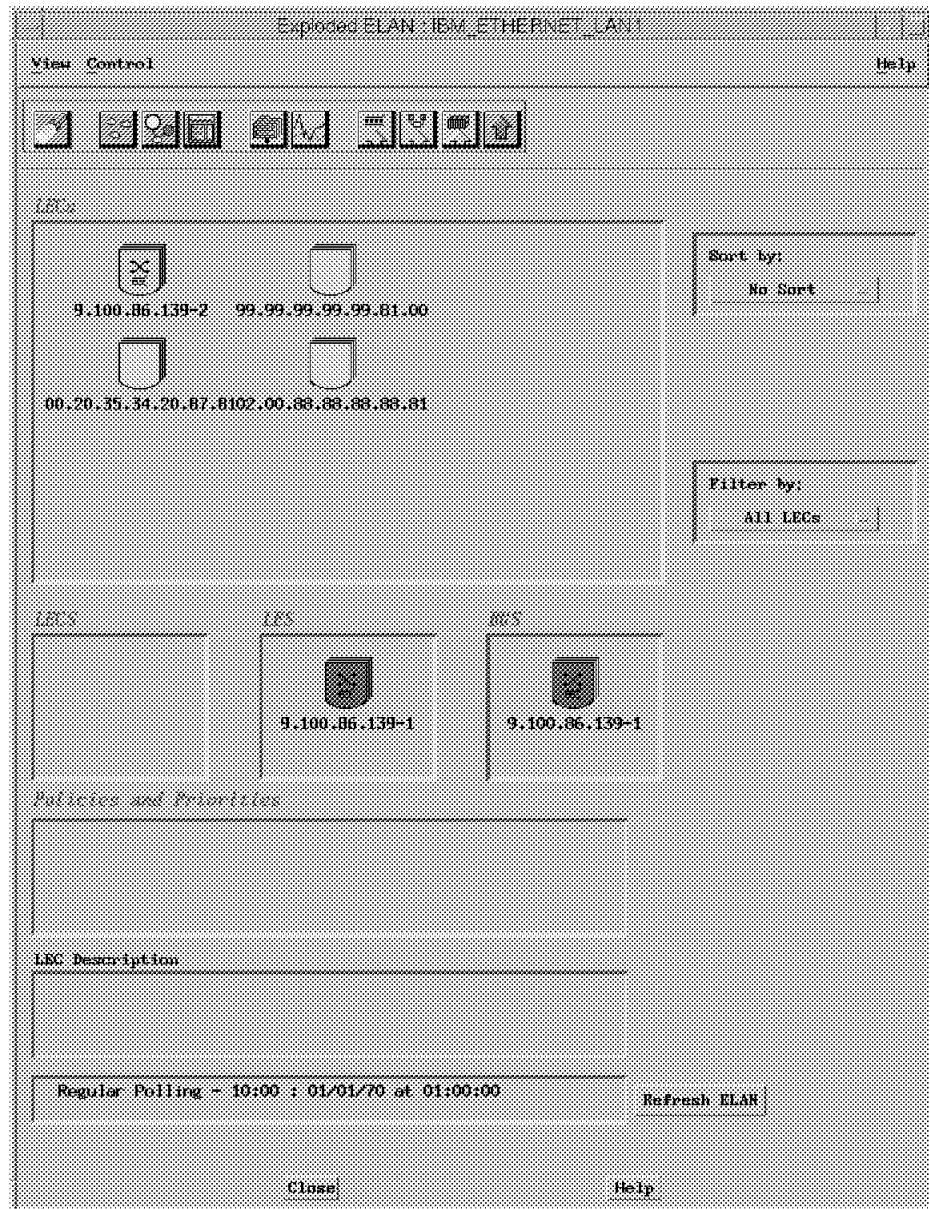 Exploded ELAN : IBM_ETHERNET_LAN1
View Control Help
LECs
Sort by:
No Sort
9.100.86.139-2 99.99.99.99.99.81.00
00.20.35.34.20.87.8102.00.88.88.88.88.81
Filter by:
All LECs
LECS LES BUS
9.100.86.139-1 9.100.86.139-1
Policies and Priorities
LEC Description
Regular Polling - 10:00 : 01/01/70 at 01:00:00
Refresh ELAN
Close Help